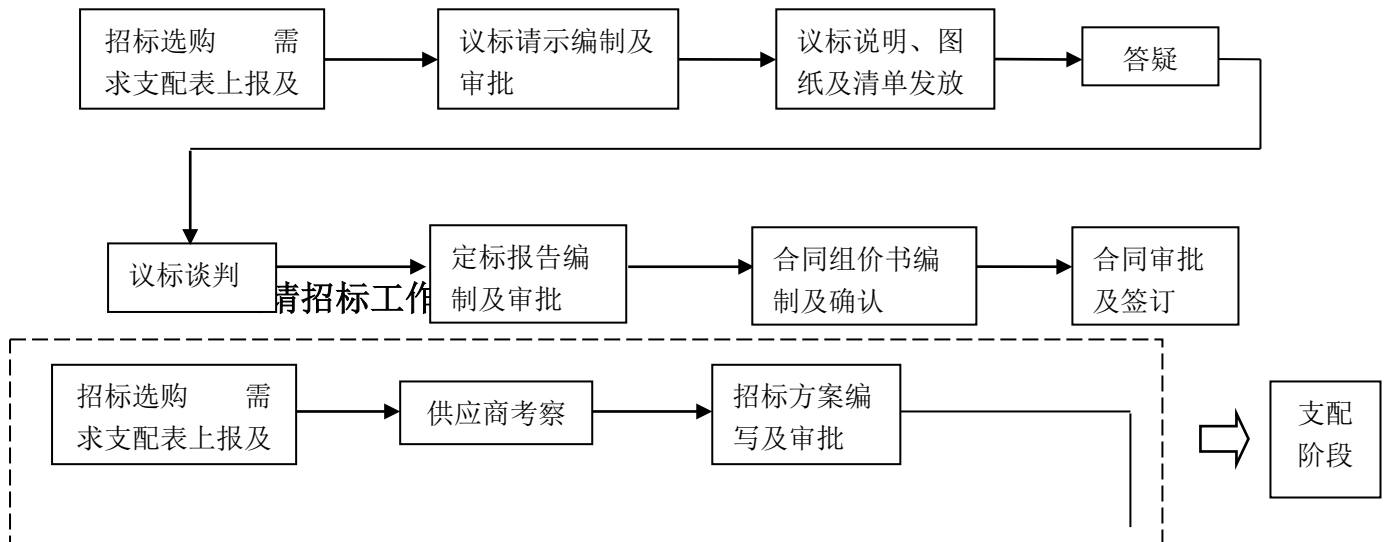 招标选购 需
求支配表上报及
议标请示编制及
审批
议标说明、图
纸及清单发放
答疑
议标谈判
定标报告编
制及审批
合同组价书编
制及确认
合同审批
及签订
请招标工作
招标选购 需
求支配表上报及
供应商考察
招标方案编
写及审批
支配
阶段